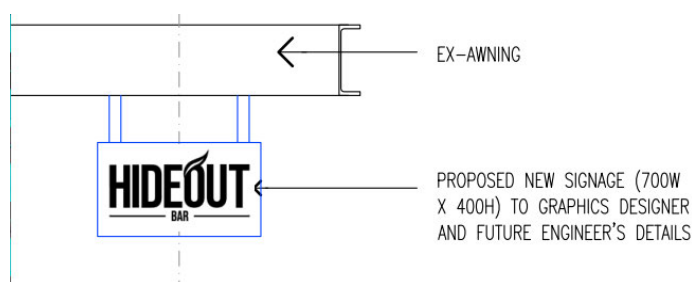 EX-AWNING
HIDEOUT
BAR
PROPOSED NEW SIGNAGE (700W
X 400H) TO GRAPHICS DESIGNER
AND FUTURE ENGINEER'S DETAILS